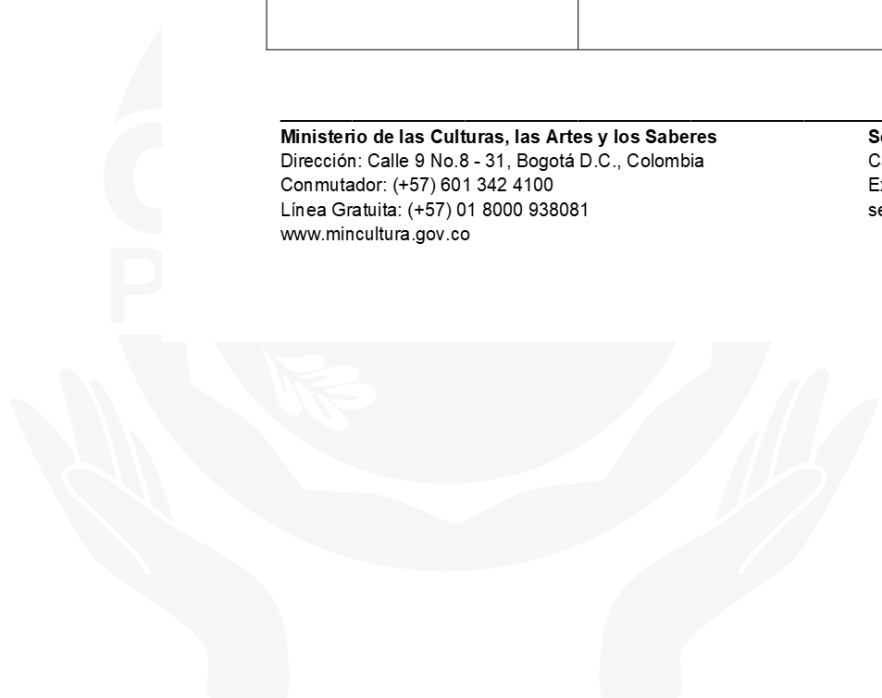 Ministerio de las Culturas, las Artes y los Saberes
Dirección: Calle 9 No.8 - 31, Bogotá D.C., Colombia
Conmutador: (+57) 601 342 4100
Línea Gratuita: (+57) 01 8000 938081
www.mincultura.gov.co